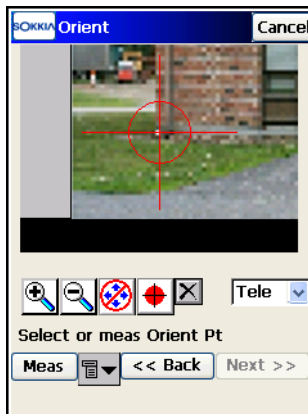 SOKKIA Orient Cancel
Tele
Select or meas Orient Pt
Meas << Back Next >>